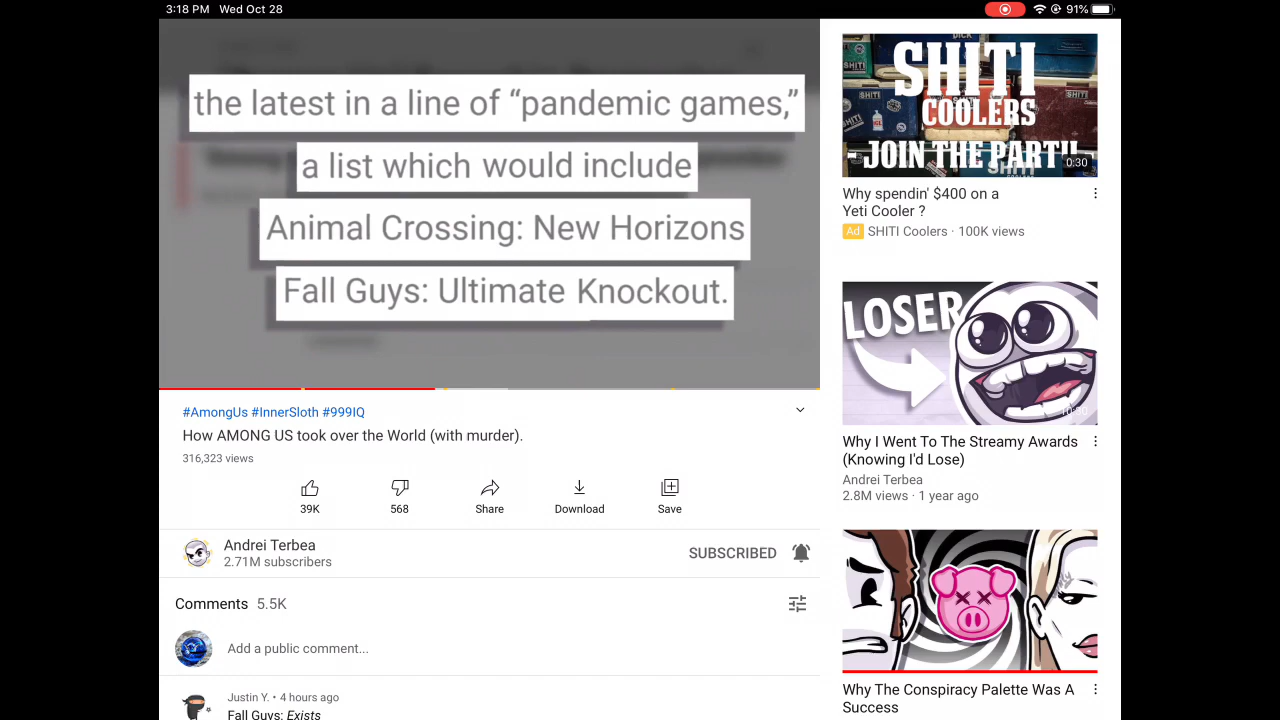 3:18 PM Wed Oct 28
91%
the latest in a line of “pandemic games,”
a list which would include
Animal Crossing: New Horizons
Fall Guys: Ultimate Knockout.
#AmongUs #InnerSloth #999IQ
How AMONG US took over the World (with murder).
316,323 views
39K
568
Share
Download
Save
Andrei Terbea
2.71M subscribers
SUBSCRIBED
Comments 5.5K
Add a public comment...
Justin Y. • 4 hours ago
Fall Guys: Exists
SHITI
COOLERS
JOIN THE PART!!
0:30
Why spendin' $400 on a
Yeti Cooler ?
Ad SHITI Coolers · 100K views
LOSER
Why I Went To The Streamy Awards
(Knowing I'd Lose)
Andrei Terbea
2.8M views · 1 year ago
Why The Conspiracy Palette Was A
Success